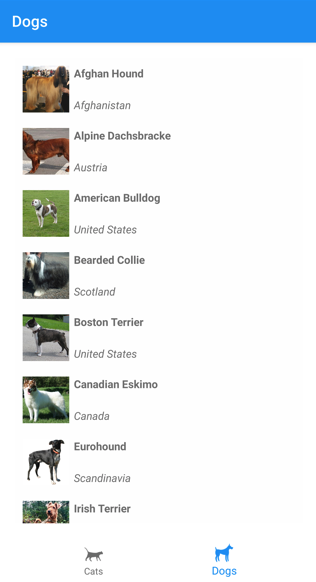 Dogs
Afghan Hound
Afghanistan
Alpine Dachsbracke
Austria
American Bulldog
United States
Bearded Collie
Scotland
Boston Terrier
United States
Canadian Eskimo
Canada
Eurohound
Scandinavia
Irish Terrier
Cats
Dogs